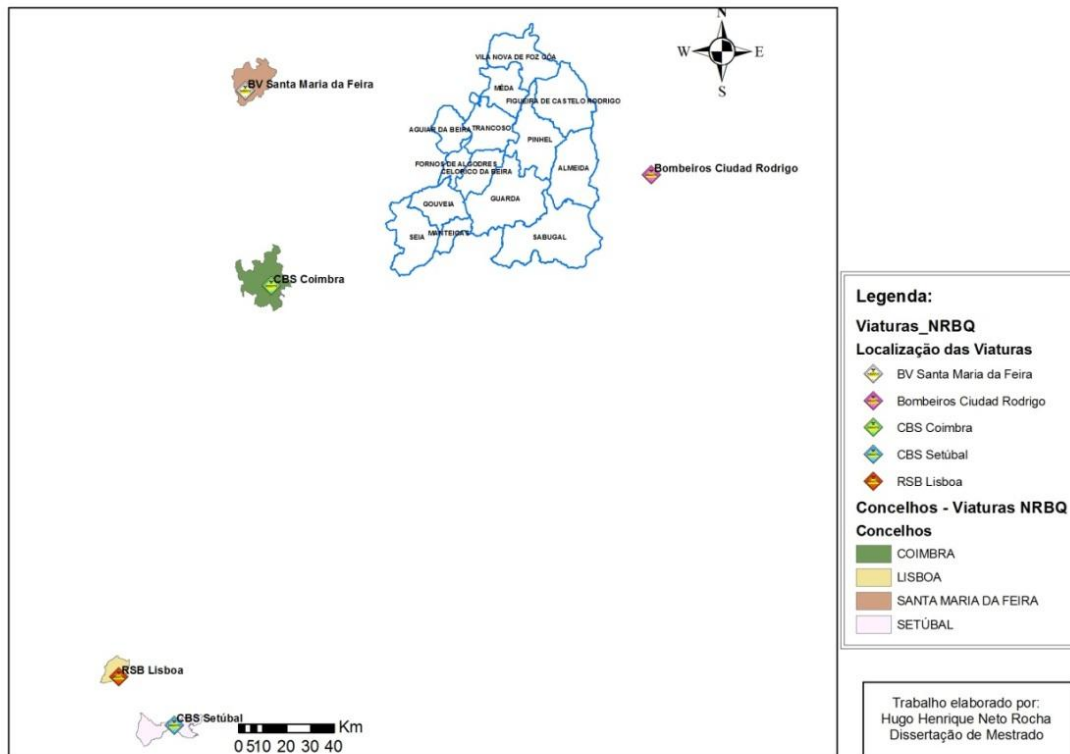 N
W E
S
BV Santa Maria da Feira
VILA NOVA DE FOZ CÔA
MÊDA
FIGUEIRA DE CASTELO RODRIGO
AGUIAR DA BEIRA
TRANCOSO
PINHEL
FORNOS DE ALGODRES
CELORICO DA BEIRA
ALMEIDA
Bombeiros Ciudad Rodrigo
GOUVEIA
GUARDA
SEIA
MANTEIGAS
SABUGAL
CBS Coimbra
RSB Lisboa
CBS Setúbal
Km
0 5 10 20 30 40
Legenda:
Viaturas_NRBQ
Localização das Viaturas
BV Santa Maria da Feira
Bombeiros Ciudad Rodrigo
CBS Coimbra
CBS Setúbal
RSB Lisboa
Concelhos - Viaturas NRBQ
Concelhos
COIMBRA
LISBOA
SANTA MARIA DA FEIRA
SETÚBAL
Trabalho elaborado por:
Hugo Henrique Neto Rocha
Dissertação de Mestrado